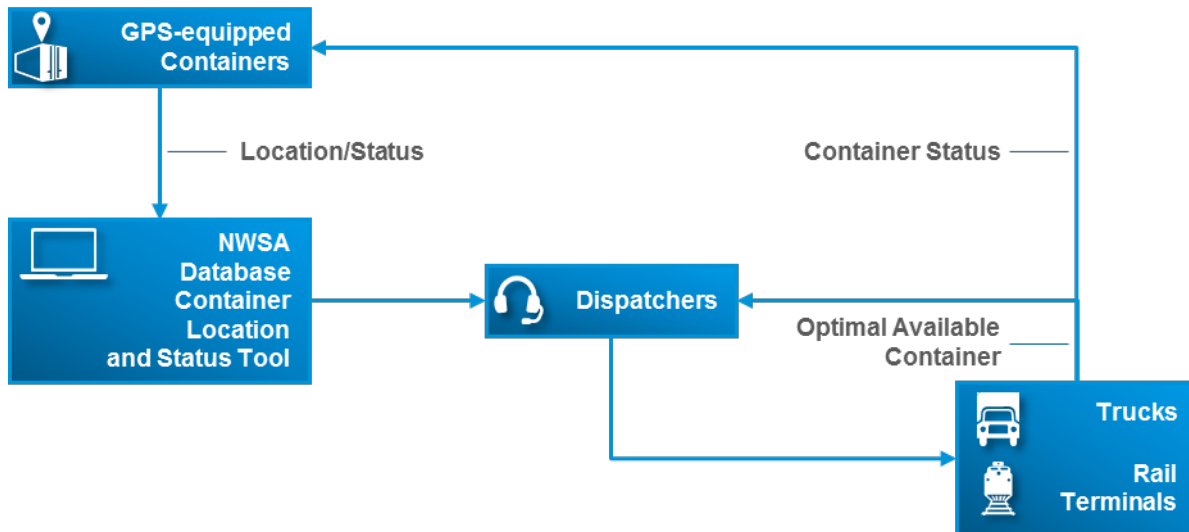 GPS-equipped
Containers
Location/Status
Container Status
NWSA
Database
Container
Location
and Status Tool
Dispatchers
Optimal Available
Container
Trucks
Rail
Terminals